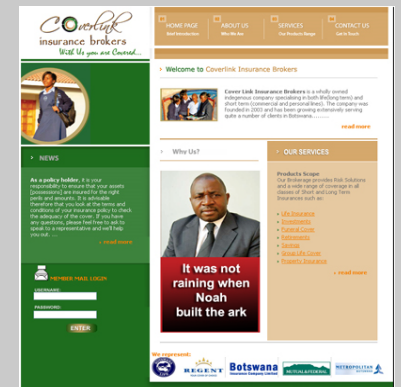 Coverlink
insurance brokers
With Us you are Covered...
HOME PAGE
Brief Introduction
ABOUT US
Who We Are
SERVICES
Our Products Range
CONTACT US
Get in Touch
Welcome to Coverlink Insurance Brokers
Cover Link Insurance Brokers is a wholly owned
indigenous company specialising in both life(long term) and
short term (commercial and personal lines). The company was
founded in 2003 and has been growing extensively serving
quite a number of clients in Botswana.........
read more
NEWS
As a policy holder, it is your
responsibility to ensure that your assets
[possessions] are insured for the right
perils and amounts. It is advisable
therefore that you look at the terms and
conditions of your insurance policy to check
the adequacy of the cover. If you have
any questions, please feel free to ask to
speak to a representative and we'll help
you out. ...
read more
MEMBER MAIL LOGIN
USERNAME:
PASSWORD:
ENTER
Why Us?
It was not
raining when
Noah
built the ark
OUR SERVICES
Products Scope
Our Brokerage provides Risk Solutions
and a wide range of coverage in all
classes of Short and Long Term
Insurances such as:
Life Insurance
Investments
Funeral Cover
Retirements
Savings
Group Life Cover
Property Insurance
read more
We represent:
REGENT
Botswana
Insurance Company Limited
MUTUAL & FEDERAL
METROPOLITAN